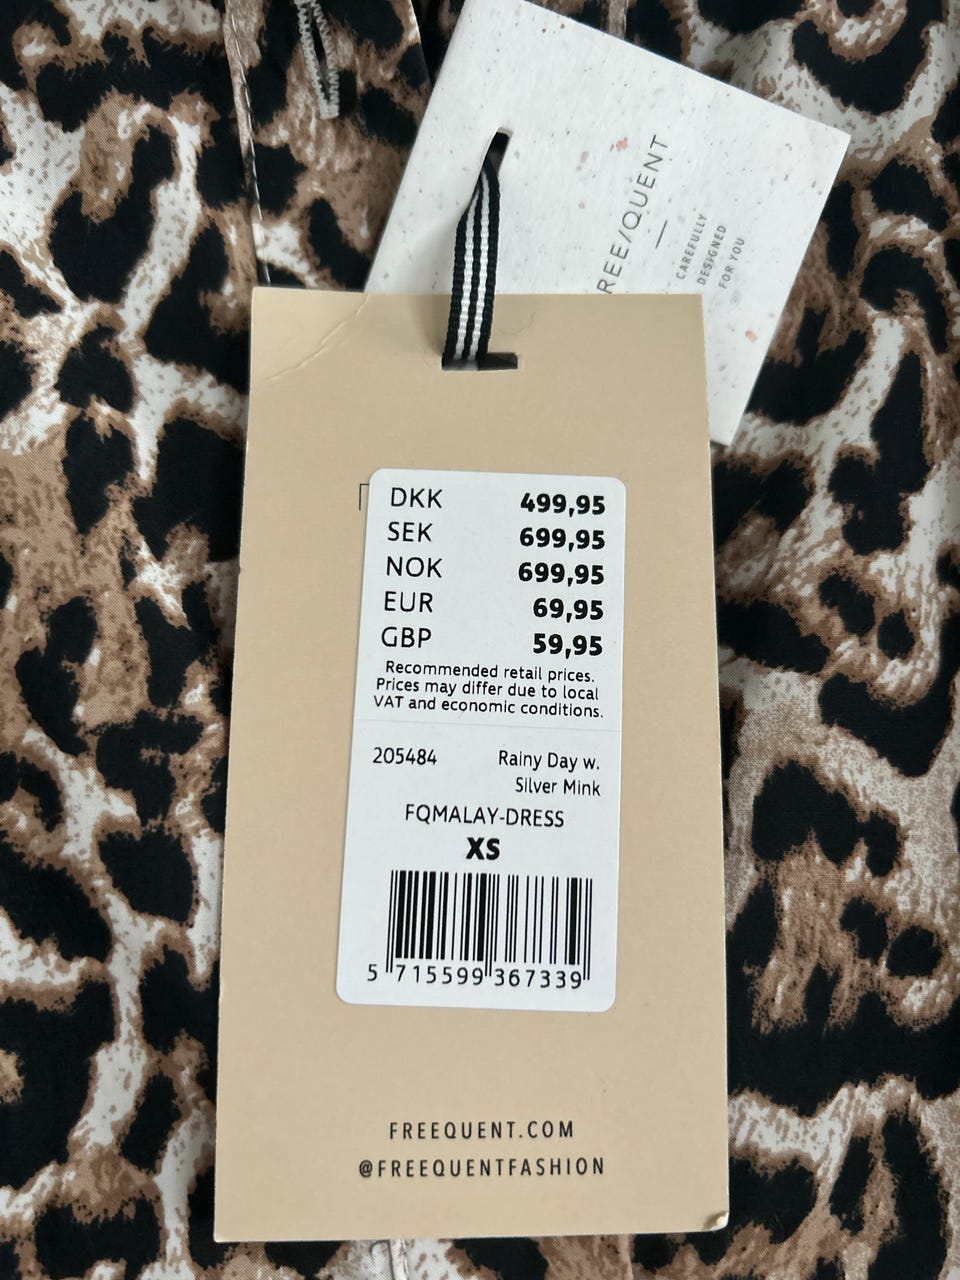 REE/QUENT
CAREFULLY
DESIGNED
FOR YOU
DKK 499,95
SEK 699,95
NOK 699,95
EUR 69,95
GBP 59,95
Recommended retail prices.
Prices may differ due to local
VAT and economic conditions.
205484 Rainy Day w.
Silver Mink
FQMALAY-DRESS
XS
5 715599 367339
FREEQUENT.COM
@FREEQUENTFASHION